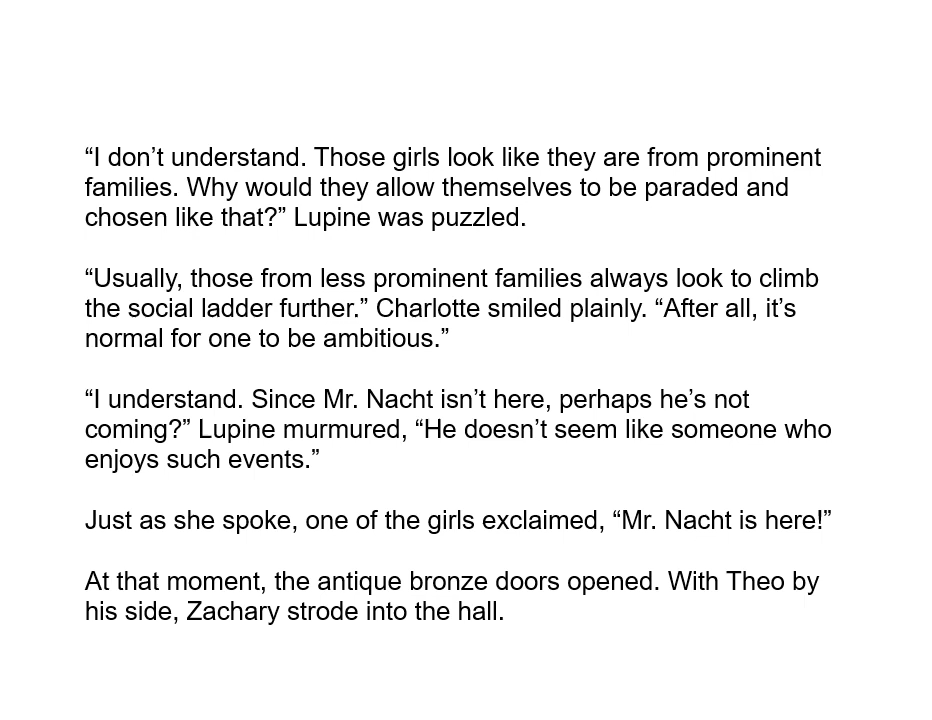 “I don’t understand. Those girls look like they are from prominent
families. Why would they allow themselves to be paraded and
chosen like that?” Lupine was puzzled.
“Usually, those from less prominent families always look to climb
the social ladder further.” Charlotte smiled plainly. “After all, it’s
normal for one to be ambitious.”
“I understand. Since Mr. Nacht isn’t here, perhaps he’s not
coming?” Lupine murmured, “He doesn’t seem like someone who
enjoys such events.”
Just as she spoke, one of the girls exclaimed, “Mr. Nacht is here!”
At that moment, the antique bronze doors opened. With Theo by
his side, Zachary strode into the hall.